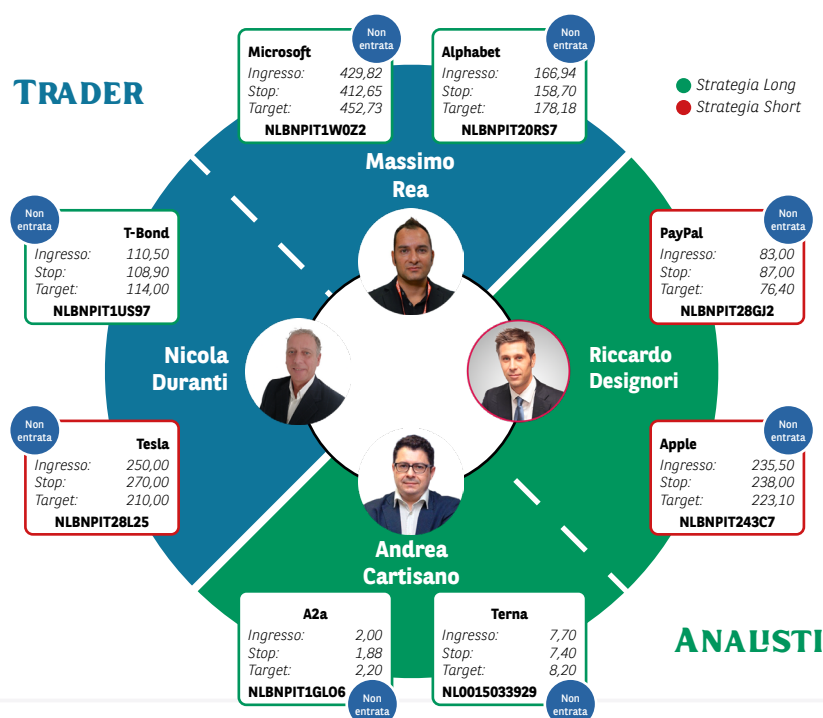 TRADER
Non
entrata
Microsoft
Ingresso: 429,82
Stop: 412,65
Target: 452,73
NLBNPIT1W0Z2
Non
entrata
Alphabet
Ingresso: 166,94
Stop: 158,70
Target: 178,18
NLBNPIT20RS7
Strategia Long
Strategia Short
Massimo
Rea
Non
entrata
T-Bond
Ingresso: 110,50
Stop: 108,90
Target: 114,00
NLBNPIT1US97
Non
entrata
PayPal
Ingresso: 83,00
Stop: 87,00
Target: 76,40
NLBNPIT28GJ2
Nicola
Duranti
Riccardo
Designori
Non
entrata
Tesla
Ingresso: 250,00
Stop: 270,00
Target: 210,00
NLBNPIT28L25
Non
entrata
Apple
Ingresso: 235,50
Stop: 238,00
Target: 223,10
NLBNPIT243C7
Andrea
Cartisano
A2a
Ingresso: 2,00
Stop: 1,88
Target: 2,20
NLBNPIT1GLO6
Non
entrata
Terna
Ingresso: 7,70
Stop: 7,40
Target: 8,20
NL0015033929
Non
entrata
ANALISTI